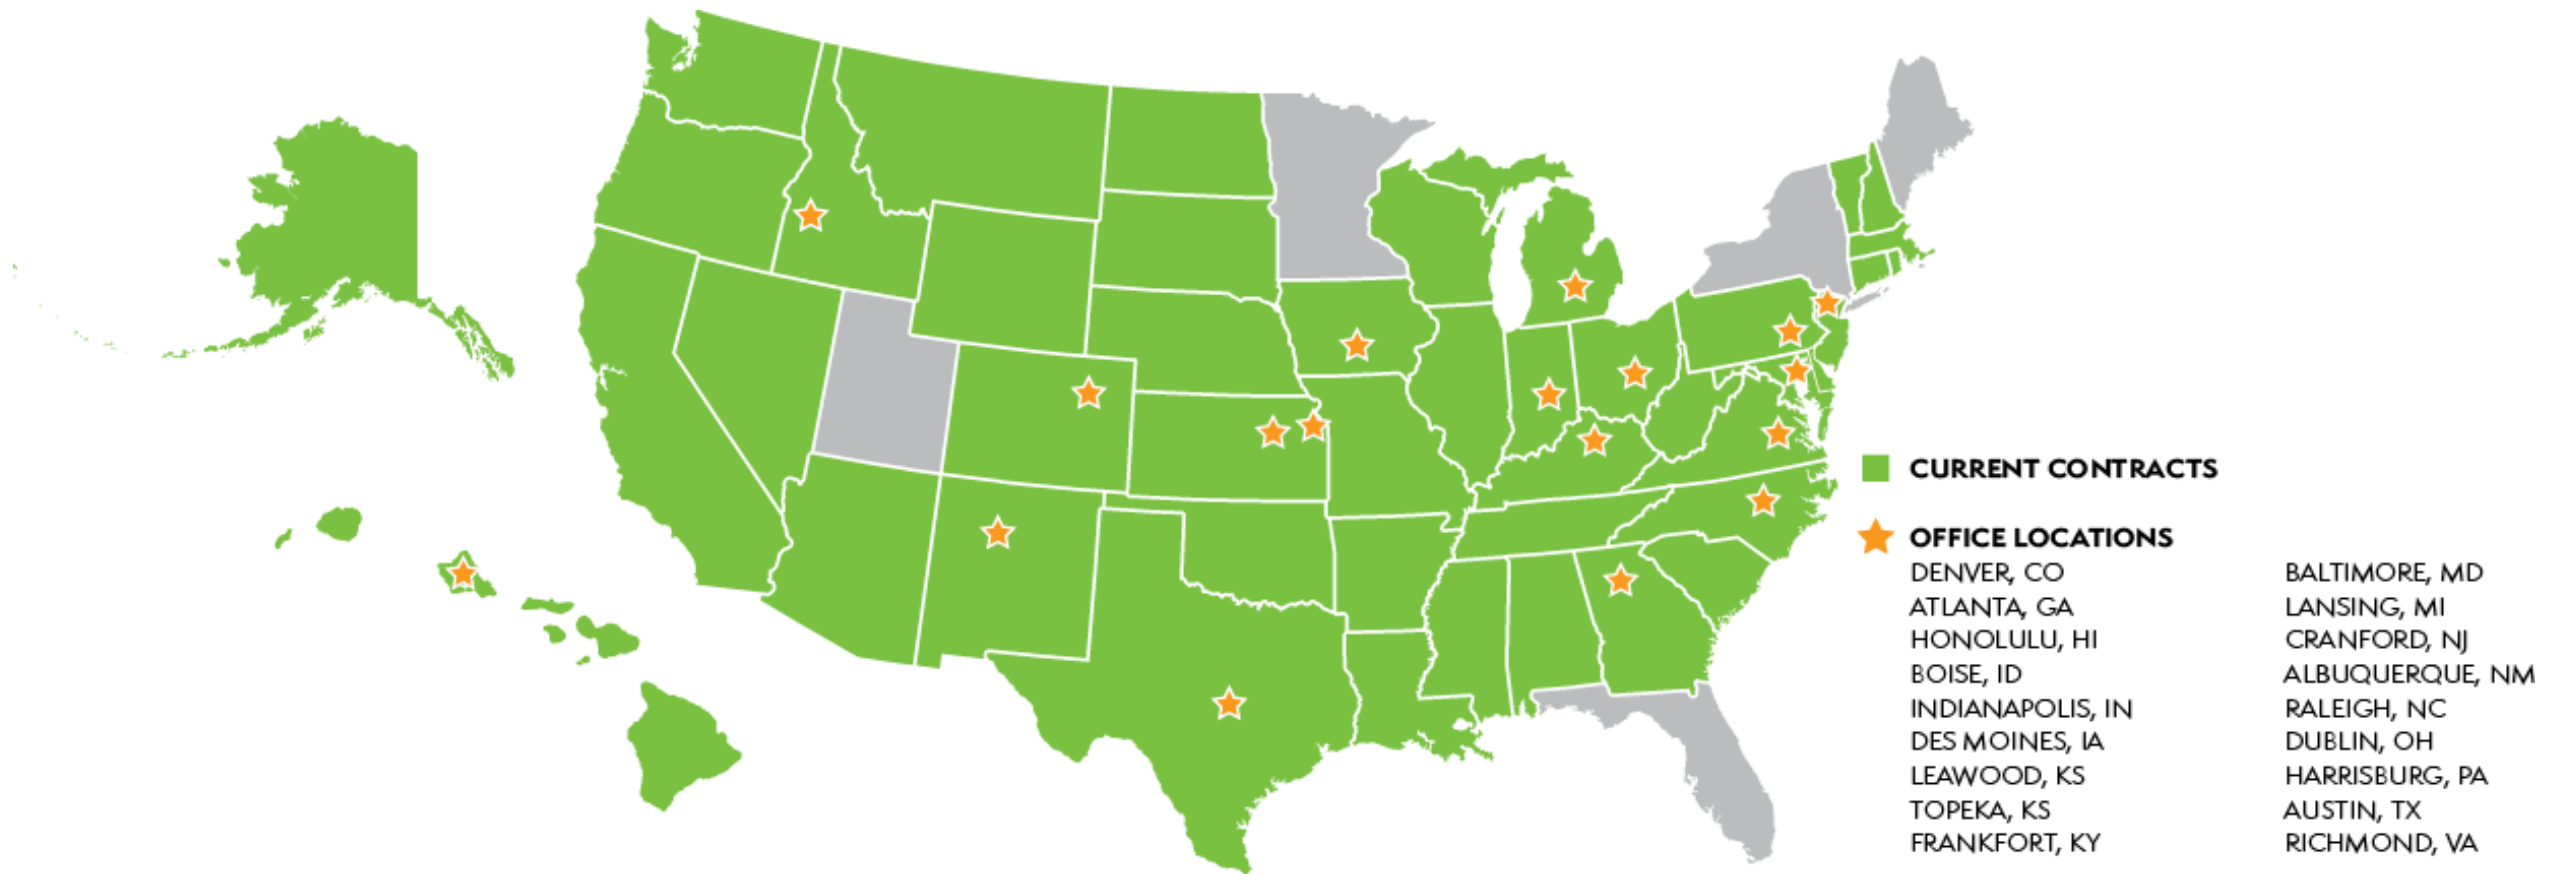 CURRENT CONTRACTS
OFFICE LOCATIONS
DENVER, CO
ATLANTA, GA
HONOLULU, HI
BOISE, ID
INDIANAPOLIS, IN
DES MOINES, IA
LEAWOOD, KS
TOPEKA, KS
FRANKFORT, KY
BALTIMORE, MD
LANSING, MI
CRANFORD, NJ
ALBUQUERQUE, NM
RALEIGH, NC
DUBLIN, OH
HARRISBURG, PA
AUSTIN, TX
RICHMOND, VA